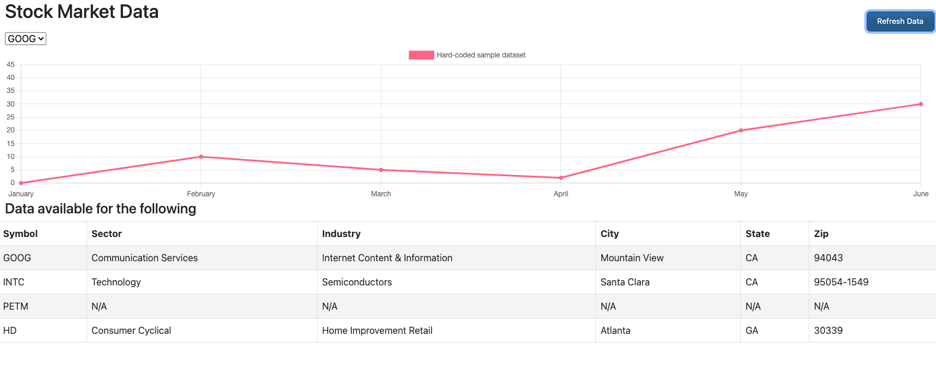 Stock Market Data
Refresh Data
GOOG
Hard-coded sample dataset
45
40
35
30
25
20
15
10
5
0
January February March April May June
Data available for the following
Symbol Sector Industry City State Zip
GOOG Communication Services Internet Content & Information Mountain View CA 94043
INTC Technology Semiconductors Santa Clara CA 95054-1549
PETM N/A N/A N/A N/A N/A
HD Consumer Cyclical Home Improvement Retail Atlanta GA 30339